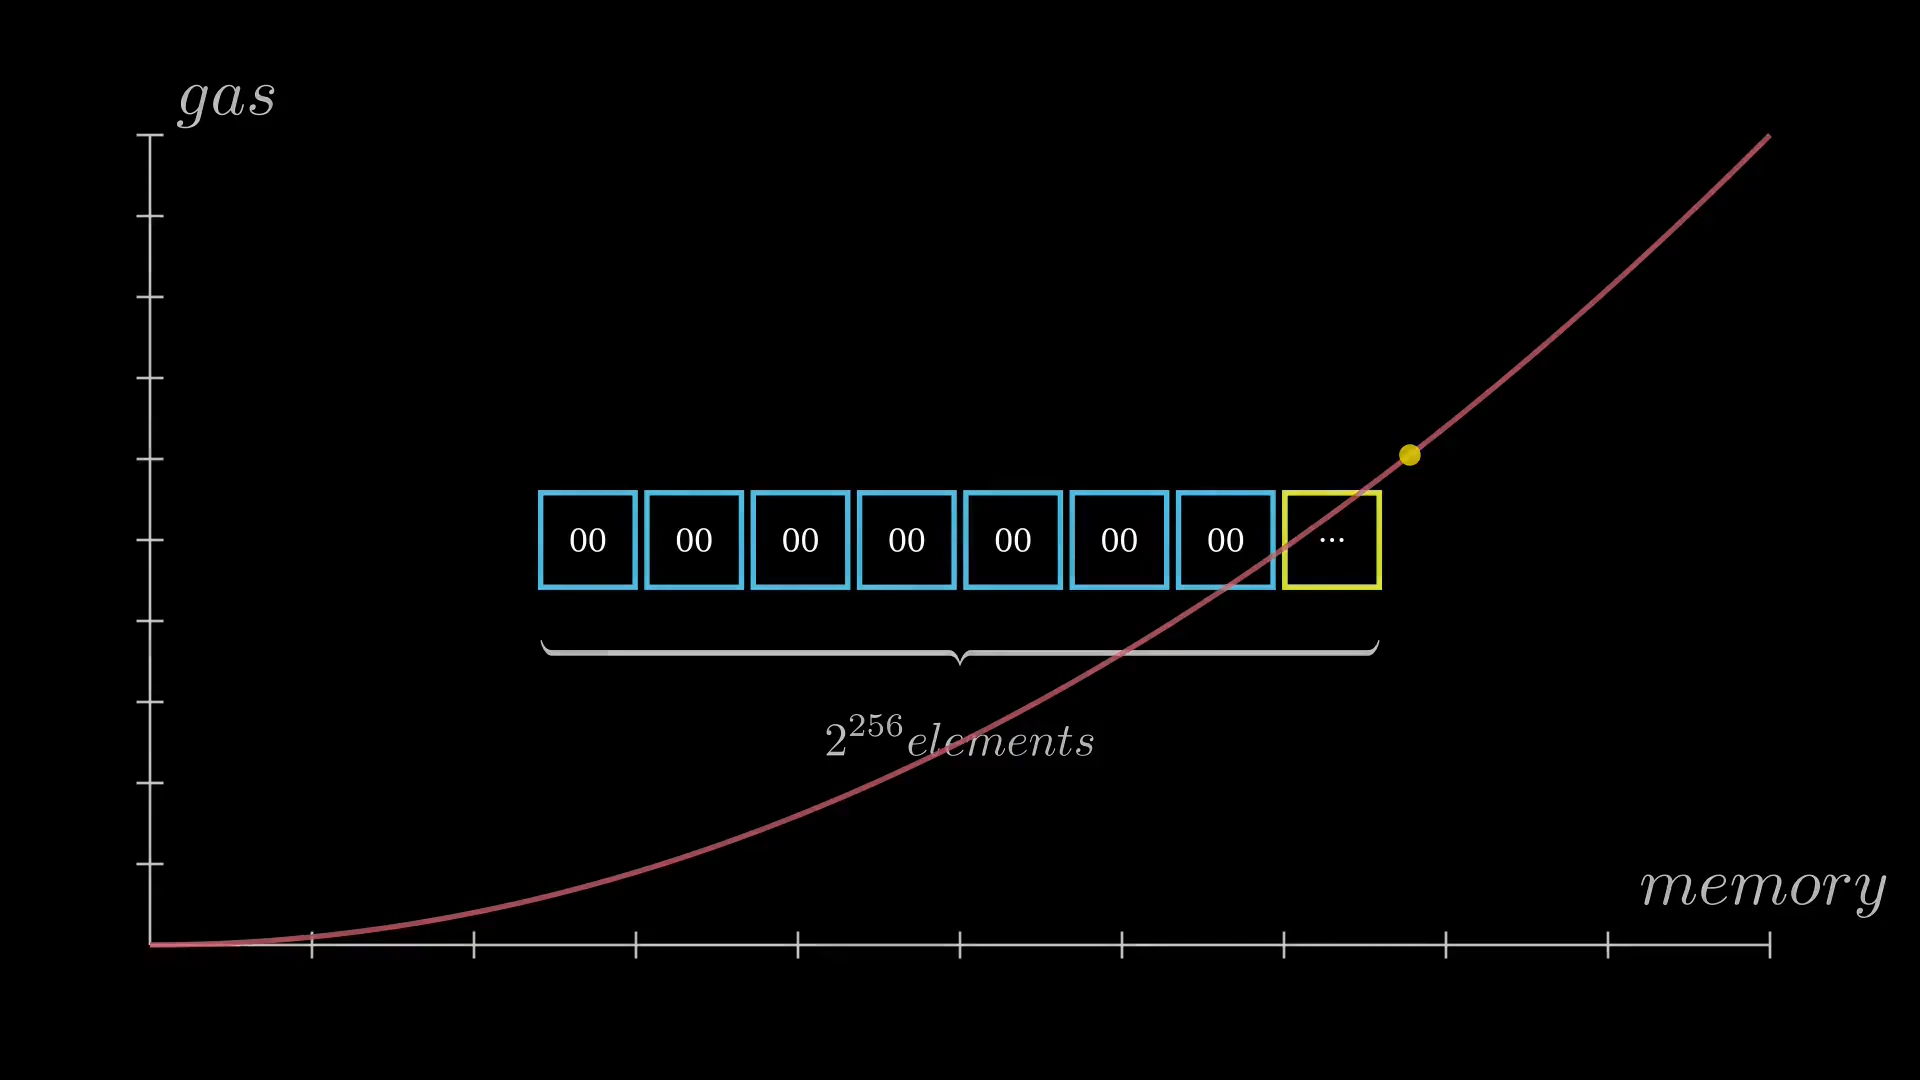 gas
00 00 00 00 00 00 00 ...
2^256 elements
memory